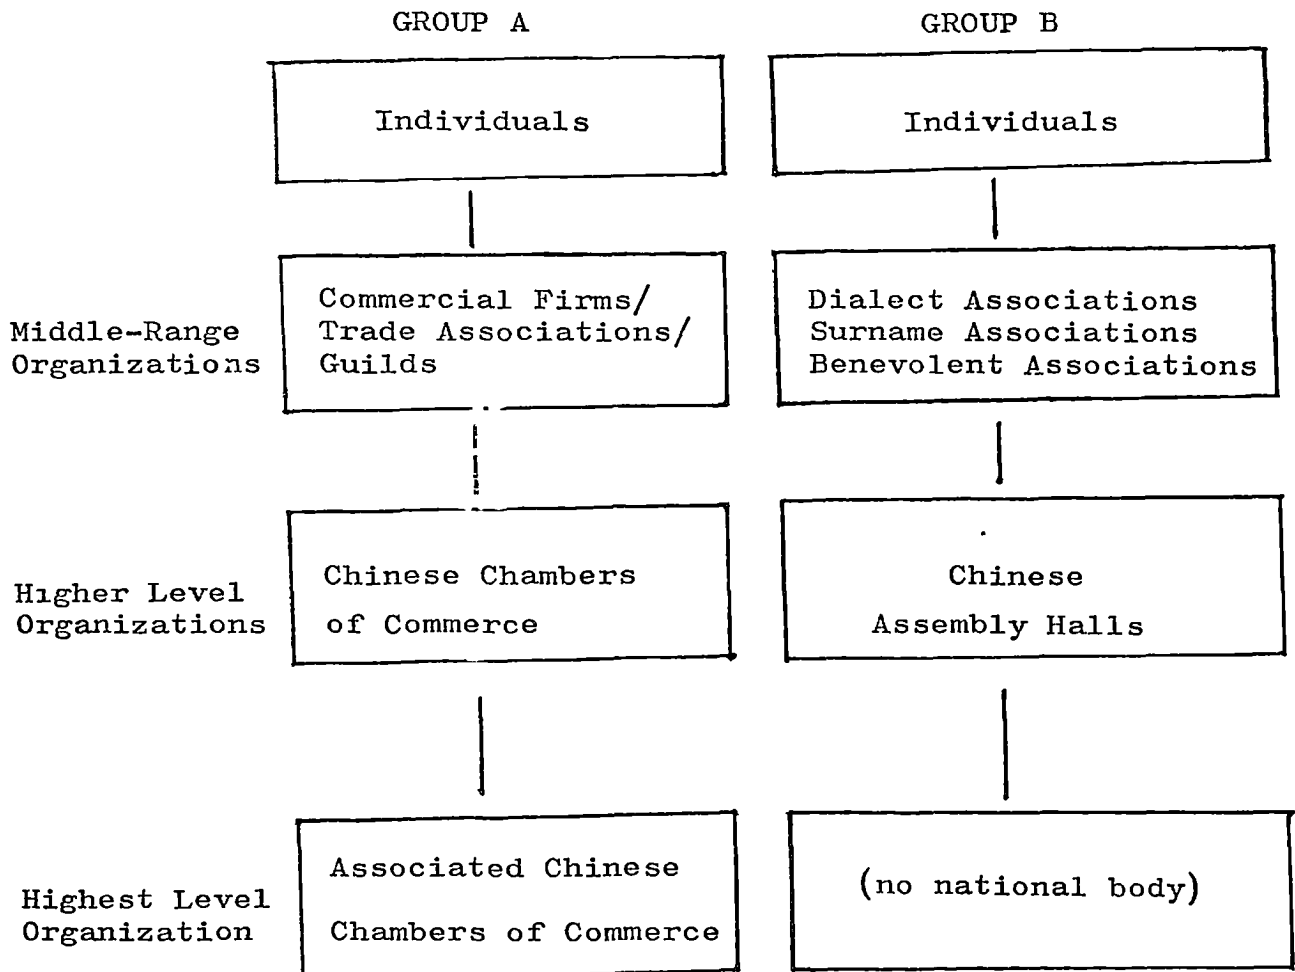 GROUP A
GROUP B
Individuals
Individuals
Middle-Range
Organizations
Commercial Firms/
Trade Associations/
Guilds
Dialect Associations
Surname Associations
Benevolent Associations
Higher Level
Organizations
Chinese Chambers
of Commerce
Chinese
Assembly Halls
Highest Level
Organization
Associated Chinese
Chambers of Commerce
(no national body)